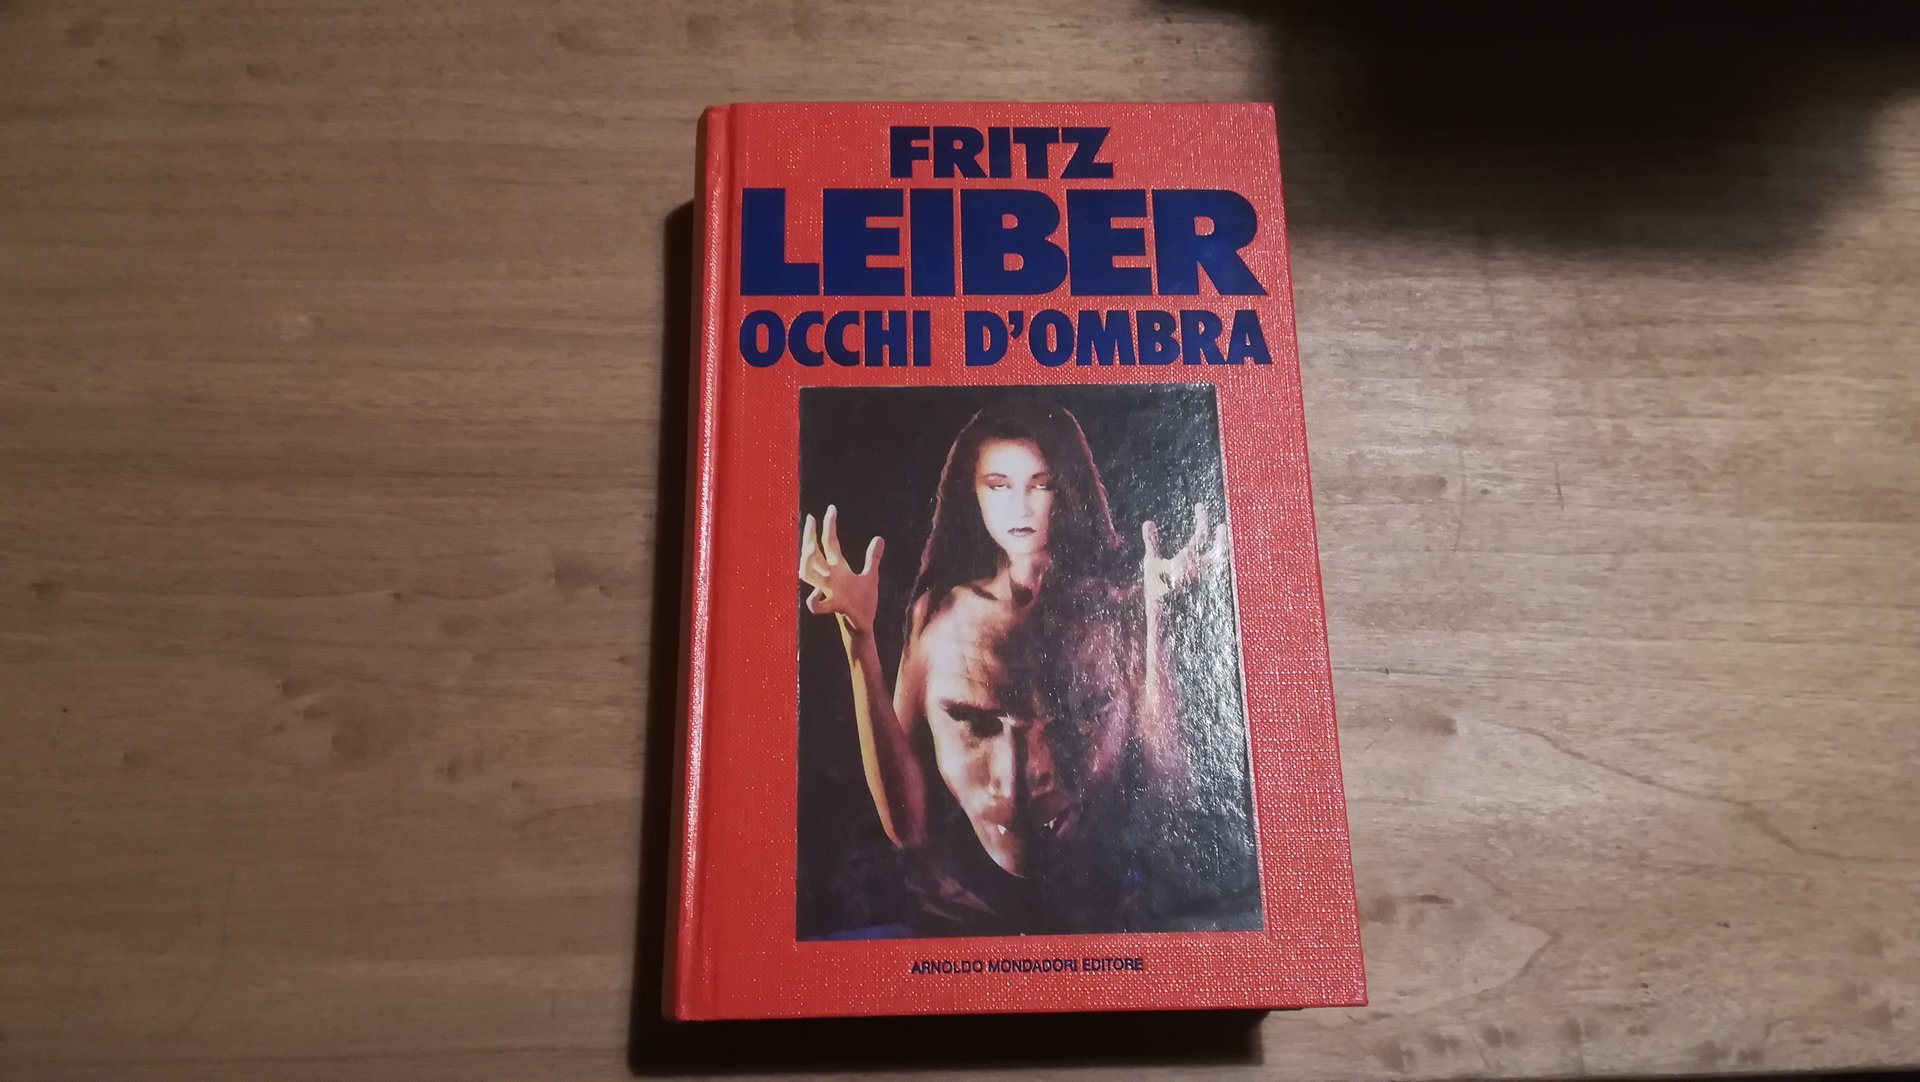 FRITZ
LEIBER
OCCHI D'OMBRA
ARNOLDO MONDADORI EDITORE